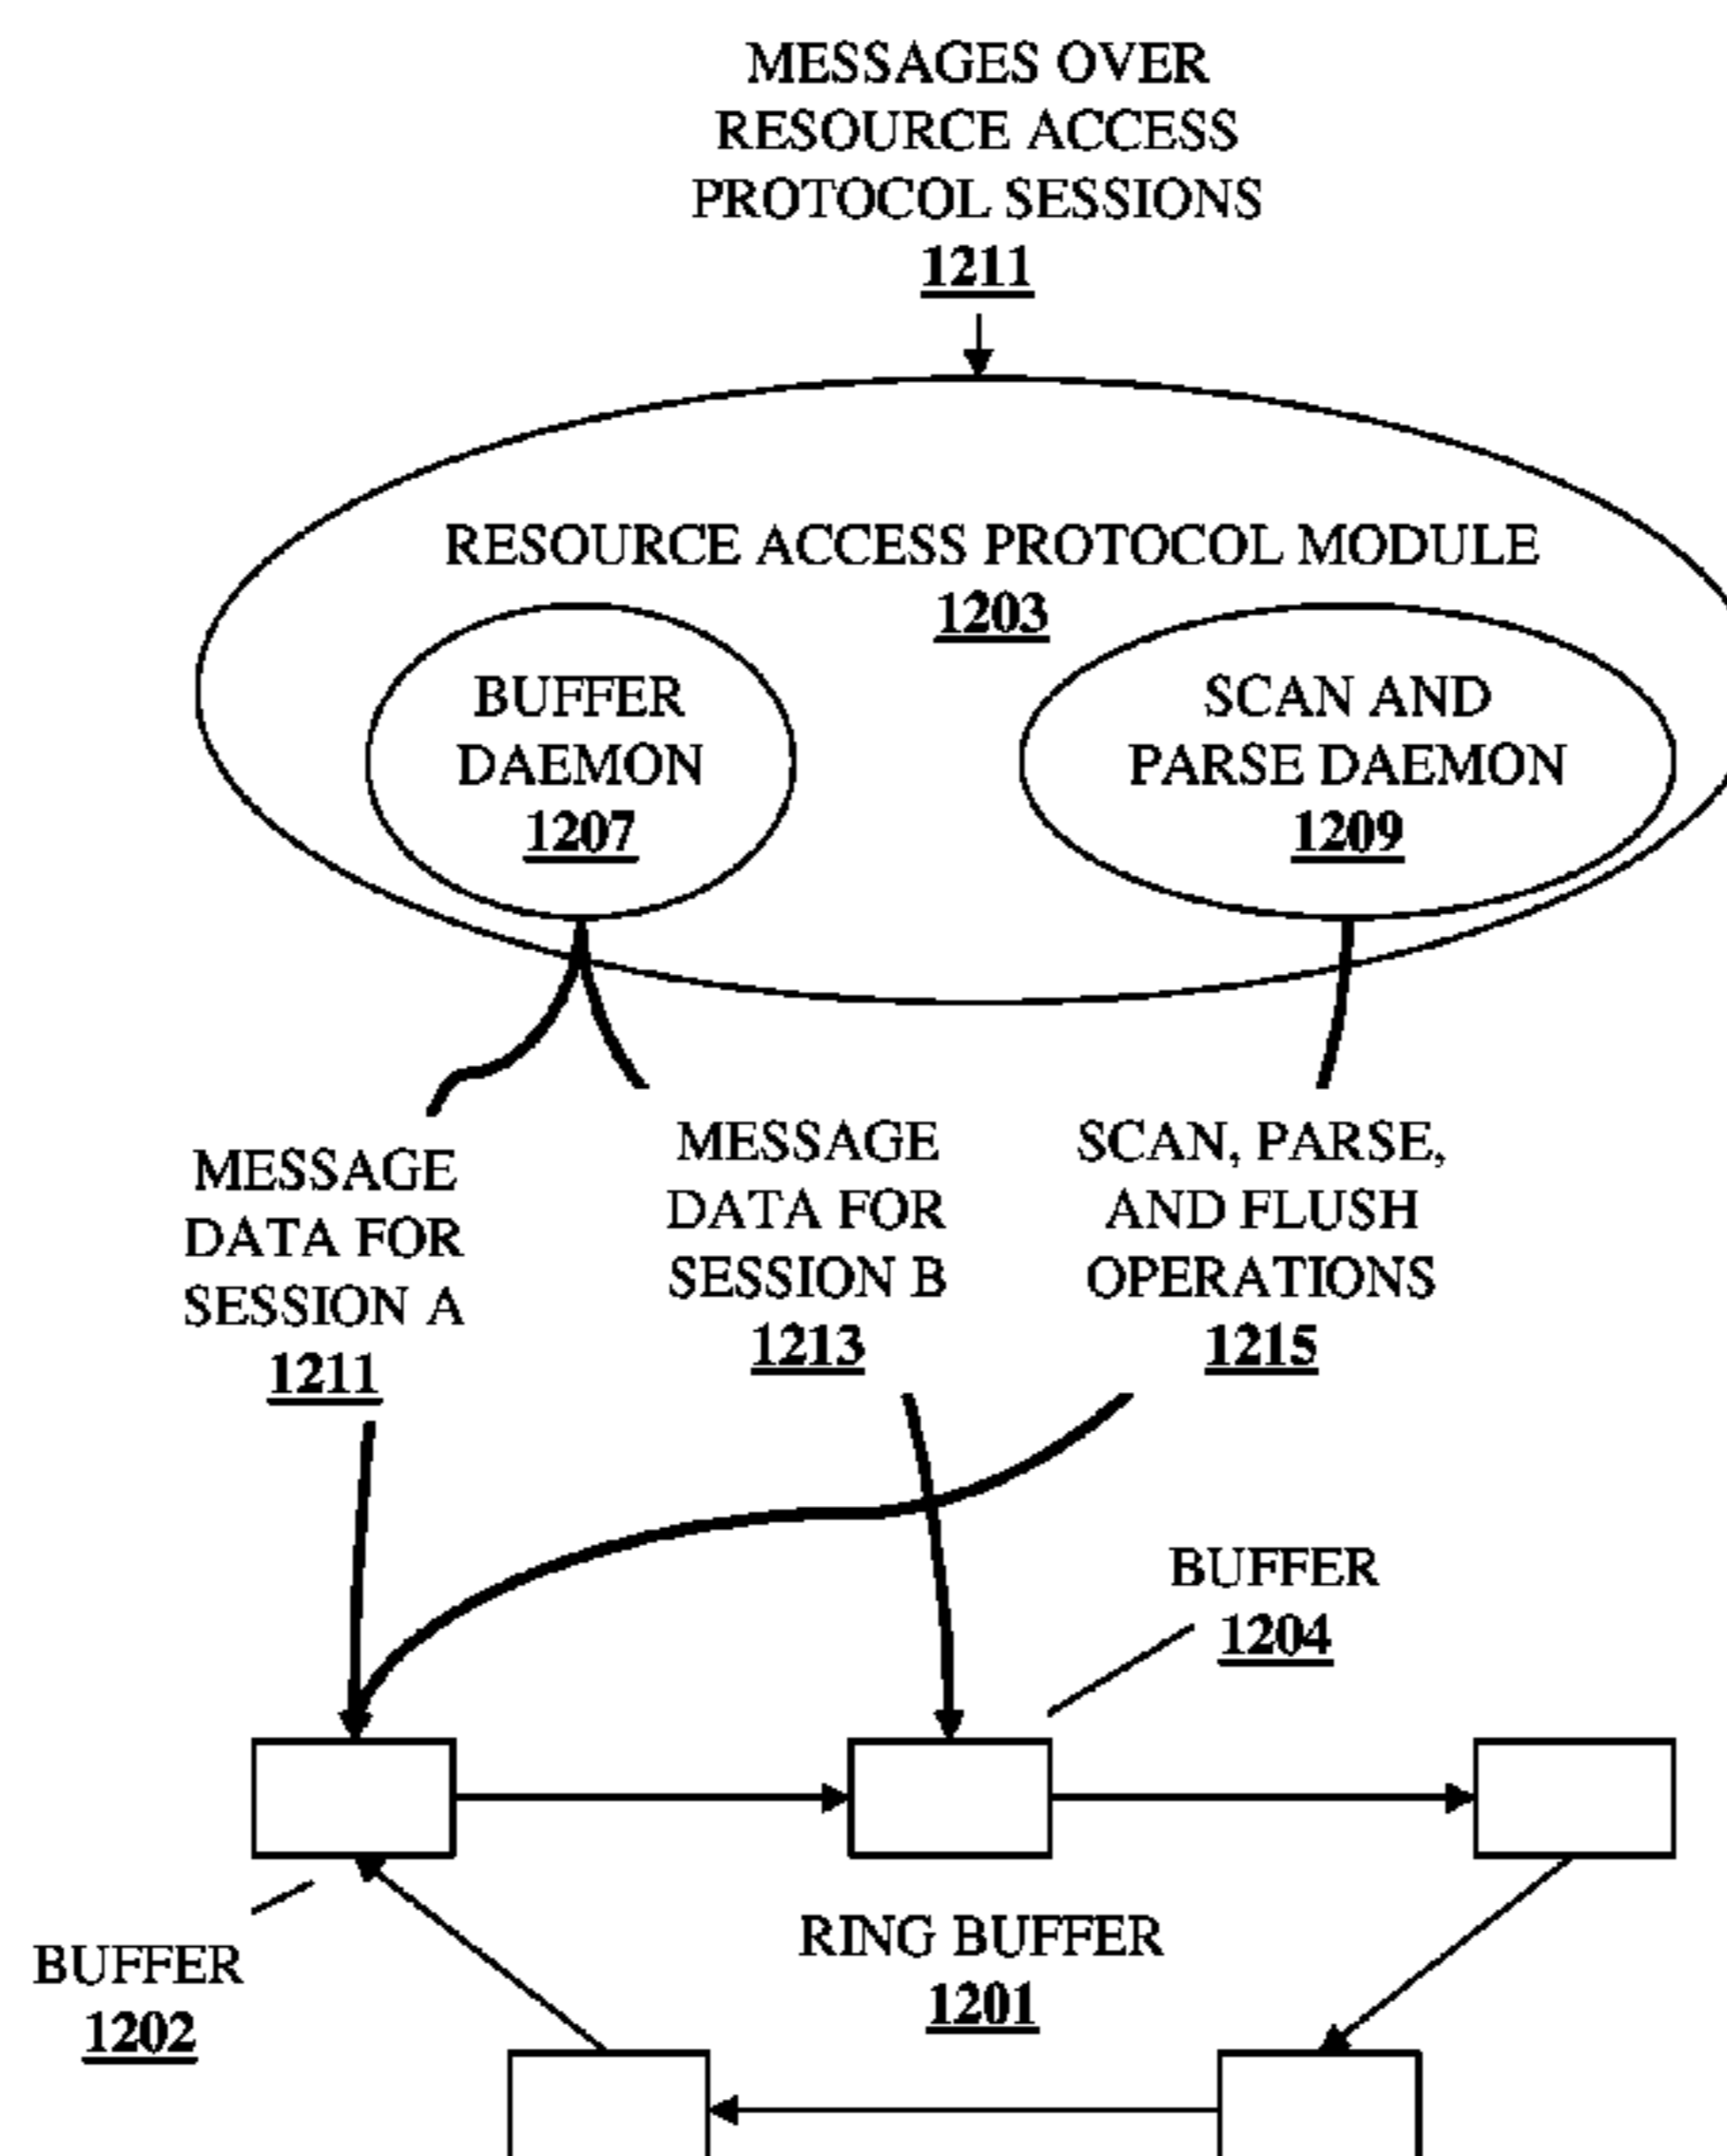 MESSAGES OVER
RESOURCE ACCESS
PROTOCOL SESSIONS
1211
RESOURCE ACCESS PROTOCOL MODULE
1203
BUFFER
DAEMON
1207
SCAN AND
PARSE DAEMON
1209
MESSAGE
DATA FOR
SESSION A
1211
MESSAGE
DATA FOR
SESSION B
1213
SCAN, PARSE,
AND FLUSH
OPERATIONS
1215
BUFFER
1204
RING BUFFER
1201
BUFFER
1202